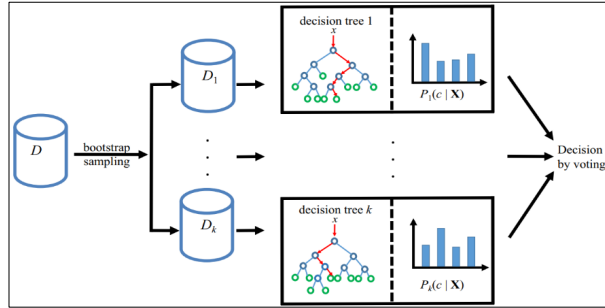 decision tree 1
x
D1
P1(c | X)
D
bootstrap
sampling
Decision
by voting
decision tree k
x
Dk
Pk(c | X)